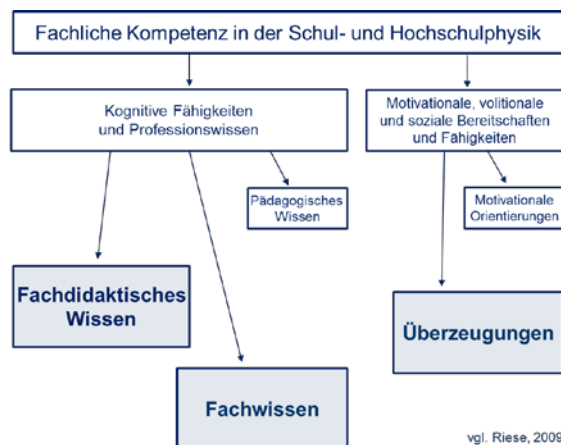 Fachliche Kompetenz in der Schul- und Hochschulphysik
Kognitive Fähigkeiten
und Professionswissen
Motivationale, volitionale
und soziale Bereitschaften
und Fähigkeiten
Pädagogisches
Wissen
Motivationale
Orientierungen
Fachdidaktisches
Wissen
Überzeugungen
Fachwissen
vgl. Riese, 2009